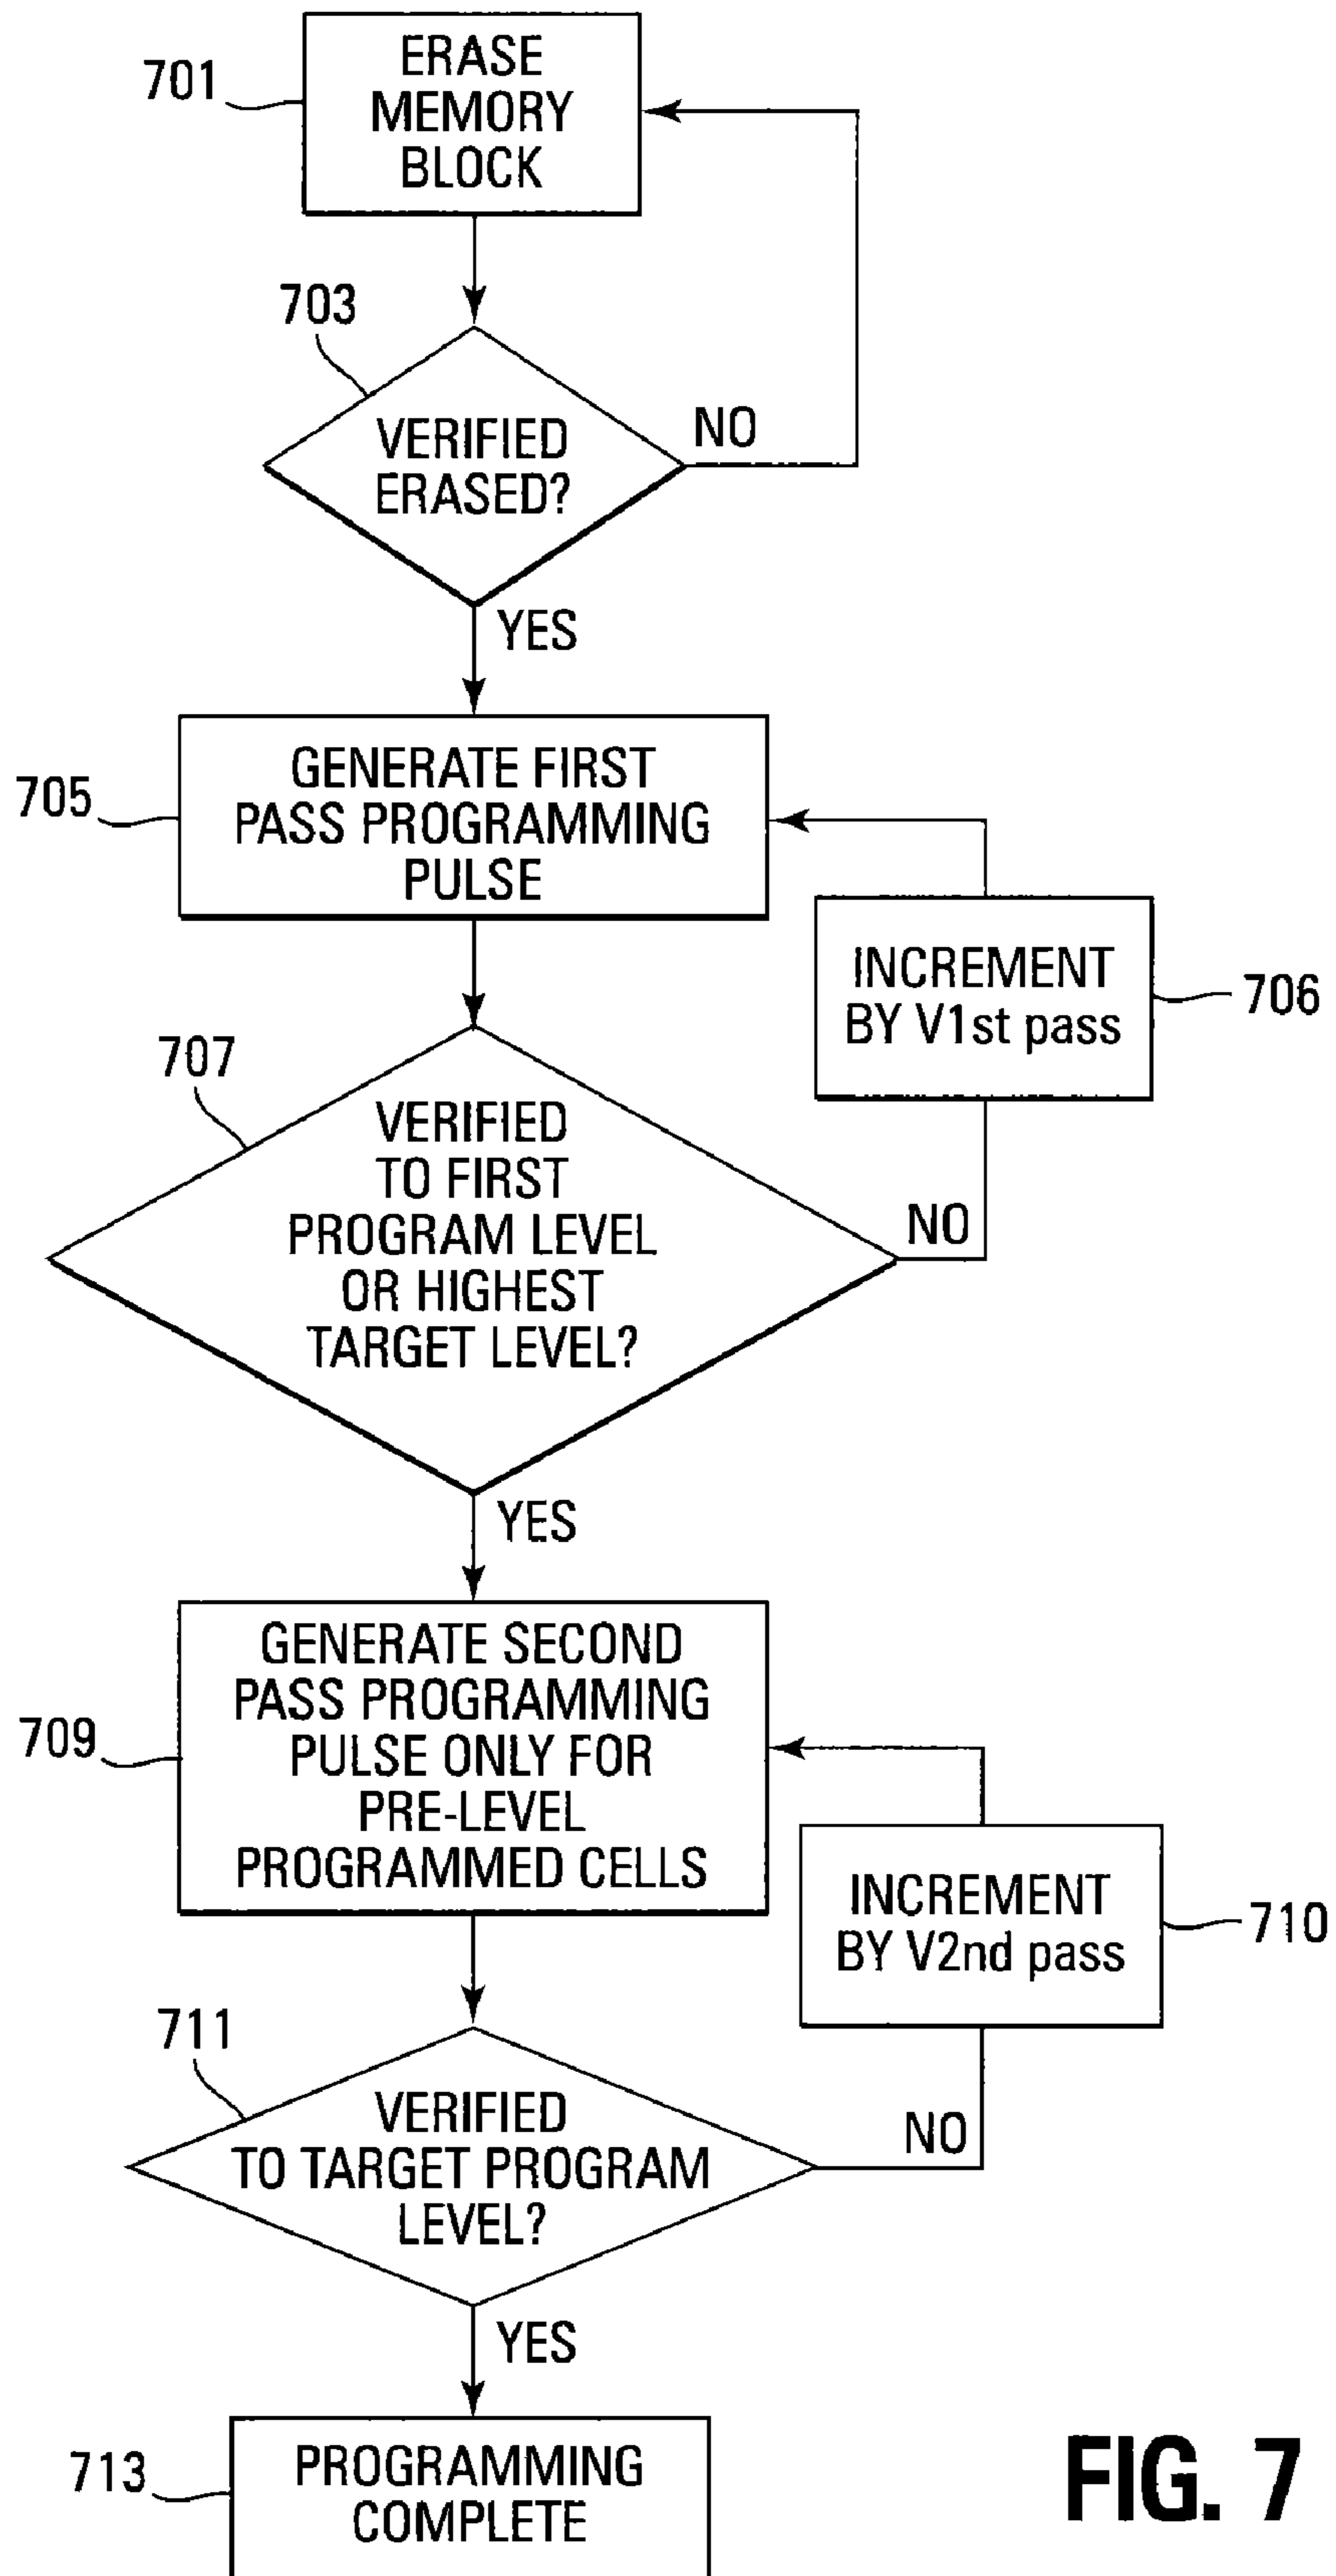 701
ERASE
MEMORY
BLOCK
703
VERIFIED
ERASED?
NO
YES
705
GENERATE FIRST
PASS PROGRAMMING
PULSE
INCREMENT
BY V1st pass
706
707
VERIFIED
TO FIRST
PROGRAM LEVEL
OR HIGHEST
TARGET LEVEL?
NO
YES
709
GENERATE SECOND
PASS PROGRAMMING
PULSE ONLY FOR
PRE-LEVEL
PROGRAMMED CELLS
INCREMENT
BY V2nd pass
710
711
VERIFIED
TO TARGET PROGRAM
LEVEL?
NO
YES
713
PROGRAMMING
COMPLETE
FIG. 7